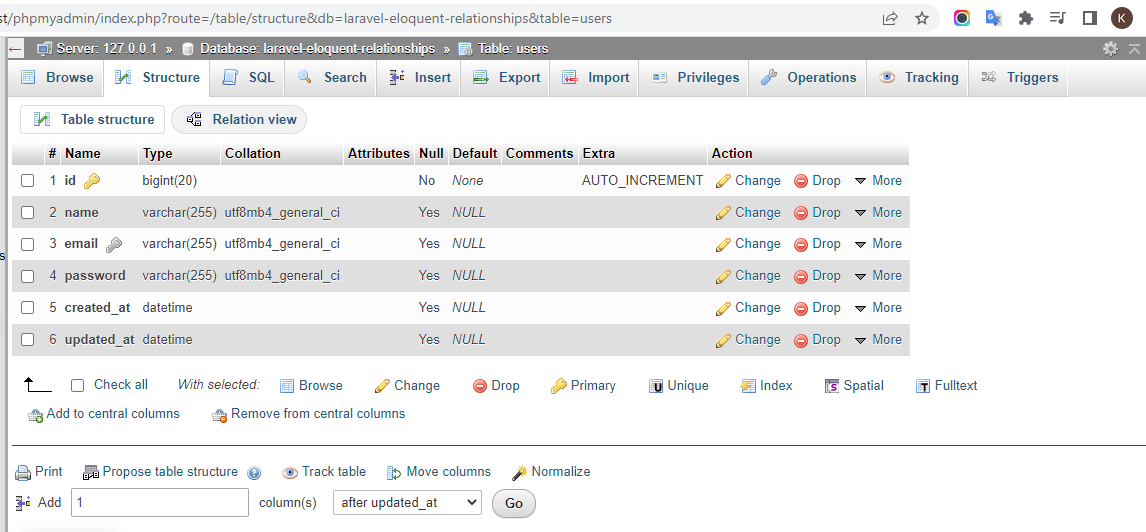 st/phpmyadmin/index.php?route=/table/structure&db=laravel-eloquent-relationships&table=users
K
Server: 127.0.0.1 » Database: laravel-eloquent-relationships » Table: users
Browse Structure SQL Search Insert Export Import Privileges Operations Tracking Triggers
Table structure Relation view
# Name Type Collation Attributes Null Default Comments Extra Action
1 id bigint(20) No None AUTO_INCREMENT Change Drop More
2 name varchar(255) utf8mb4_general_ci Yes NULL Change Drop More
s
3 email varchar(255) utf8mb4_general_ci Yes NULL Change Drop More
4 password varchar(255) utf8mb4_general_ci Yes NULL Change Drop More
5 created_at datetime Yes NULL Change Drop More
6 updated_at datetime Yes NULL Change Drop More
Check all With selected: Browse Change Drop Primary Unique Index Spatial Fulltext
Add to central columns Remove from central columns
Print Propose table structure Track table Move columns Normalize
Add 1 column(s) after updated_at Go